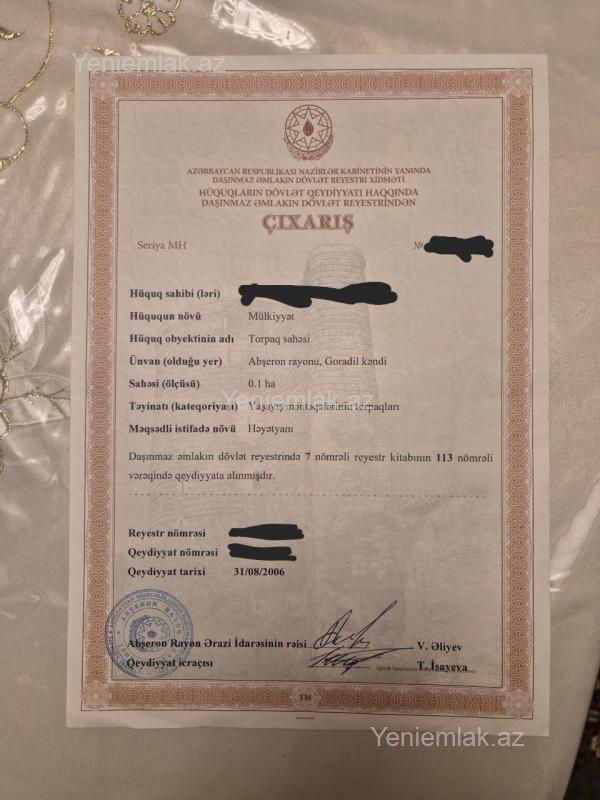 Yeniemlak.az
AZƏRBAYCAN RESPUBLİKASI NAZİRLƏR KABİNETİNİN YANINDA
DAŞINMAZ ƏMLAKIN DÖVLƏT REYESTRİ XİDMƏTİ
HÜQUQLARIN DÖVLƏT QEYDİYYATI HAQQINDA
DAŞINMAZ ƏMLAKIN DÖVLƏT REYESTRİNDƏN
ÇIXARIŞ
Seriya MH №
Hüquq sahibi (ləri)
Hüququn növü Mülkiyyət
Hüquq obyektinin adı Torpaq sahəsi
Ünvan (olduğu yer) Abşeron rayonu, Goradil kəndi
Sahəsi (ölçüsü) 0.1 ha
Yeniemlak.az
Təyinatı (kateqoriyası) Yaşayış məntəqələrinin torpaqları
Məqsədli istifadə növü Həyətyanı
Daşınmaz əmlakın dövlət reyestrində 7 nömrəli reyestr kitabının 113 nömrəli
vərəqində qeydiyyata alınmışdır.
Reyestr nömrəsi
Qeydiyyat nömrəsi
Qeydiyyat tarixi 31/08/2006
ABŞERON RAYON
Abşeron Rayon Ərazi İdarəsinin rəisi V. Əliyev
Qeydiyyat icraçısı T. İsayeva
TM
Yeniemlak.az